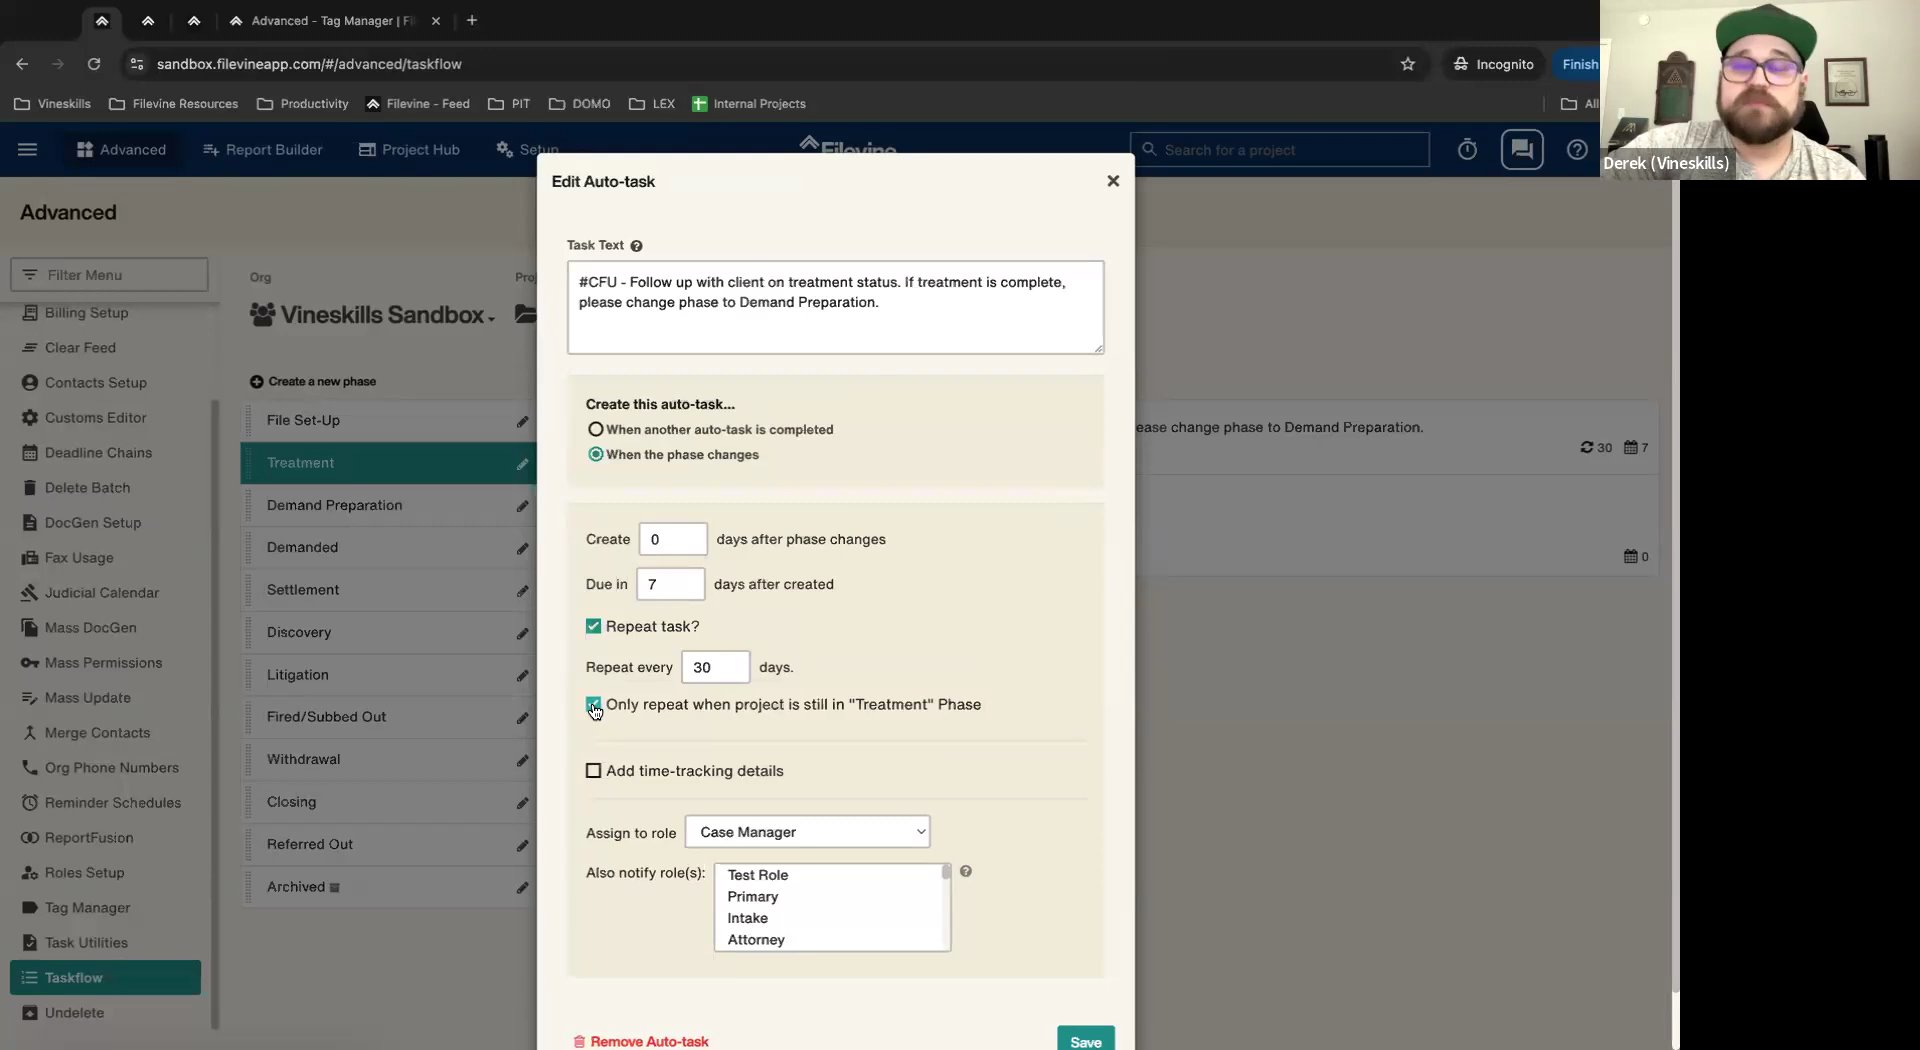 Advanced - Tag Manager | Fi
sandbox.filevineapp.com/#/advanced/taskflow
Incognito
Finish
Vineskills
Filevine Resources
Productivity
Filevine - Feed
PIT
DOMO
LEX
Internal Projects
All
Advanced
Report Builder
Project Hub
Setup
Filevine
Search for a project
Derek (Vineskills)
Advanced
Filter Menu
Billing Setup
Clear Feed
Contacts Setup
Customs Editor
Deadline Chains
Delete Batch
DocGen Setup
Fax Usage
Judicial Calendar
Mass DocGen
Mass Permissions
Mass Update
Merge Contacts
Org Phone Numbers
Reminder Schedules
ReportFusion
Roles Setup
Tag Manager
Task Utilities
Taskflow
Undelete
Org
Vineskills Sandbox
Create a new phase
File Set-Up
Treatment
Demand Preparation
Demanded
Settlement
Discovery
Litigation
Fired/Subbed Out
Withdrawal
Closing
Referred Out
Archived
Edit Auto-task
Task Text
#CFU - Follow up with client on treatment status. If treatment is complete,
please change phase to Demand Preparation.
Create this auto-task...
When another auto-task is completed
When the phase changes
Create 0 days after phase changes
Due in 7 days after created
Repeat task?
Repeat every 30 days.
Only repeat when project is still in "Treatment" Phase
Add time-tracking details
Assign to role Case Manager
Also notify role(s):
Test Role
Primary
Intake
Attorney
Remove Auto-task
Save
ease change phase to Demand Preparation.
30 7
0